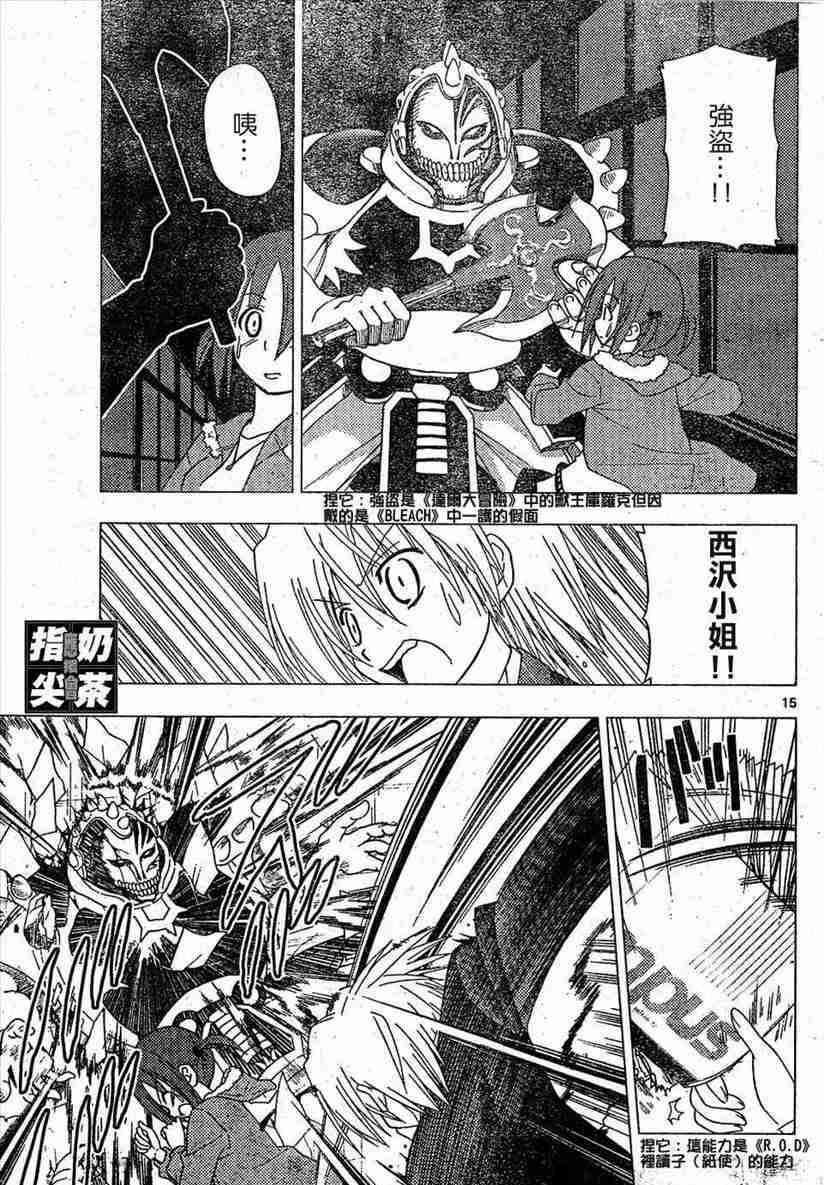 強盜…!!
咦…
捏它：強盜是《達爾大冒險》中的獸王庫羅克但因
戴的是《BLEACH》中一護的假面
西沢小姐!!
指 奶
尖 茶
15
mpus
捏它：這能力是《R.O.D》
裡讀子（紙使）的能力